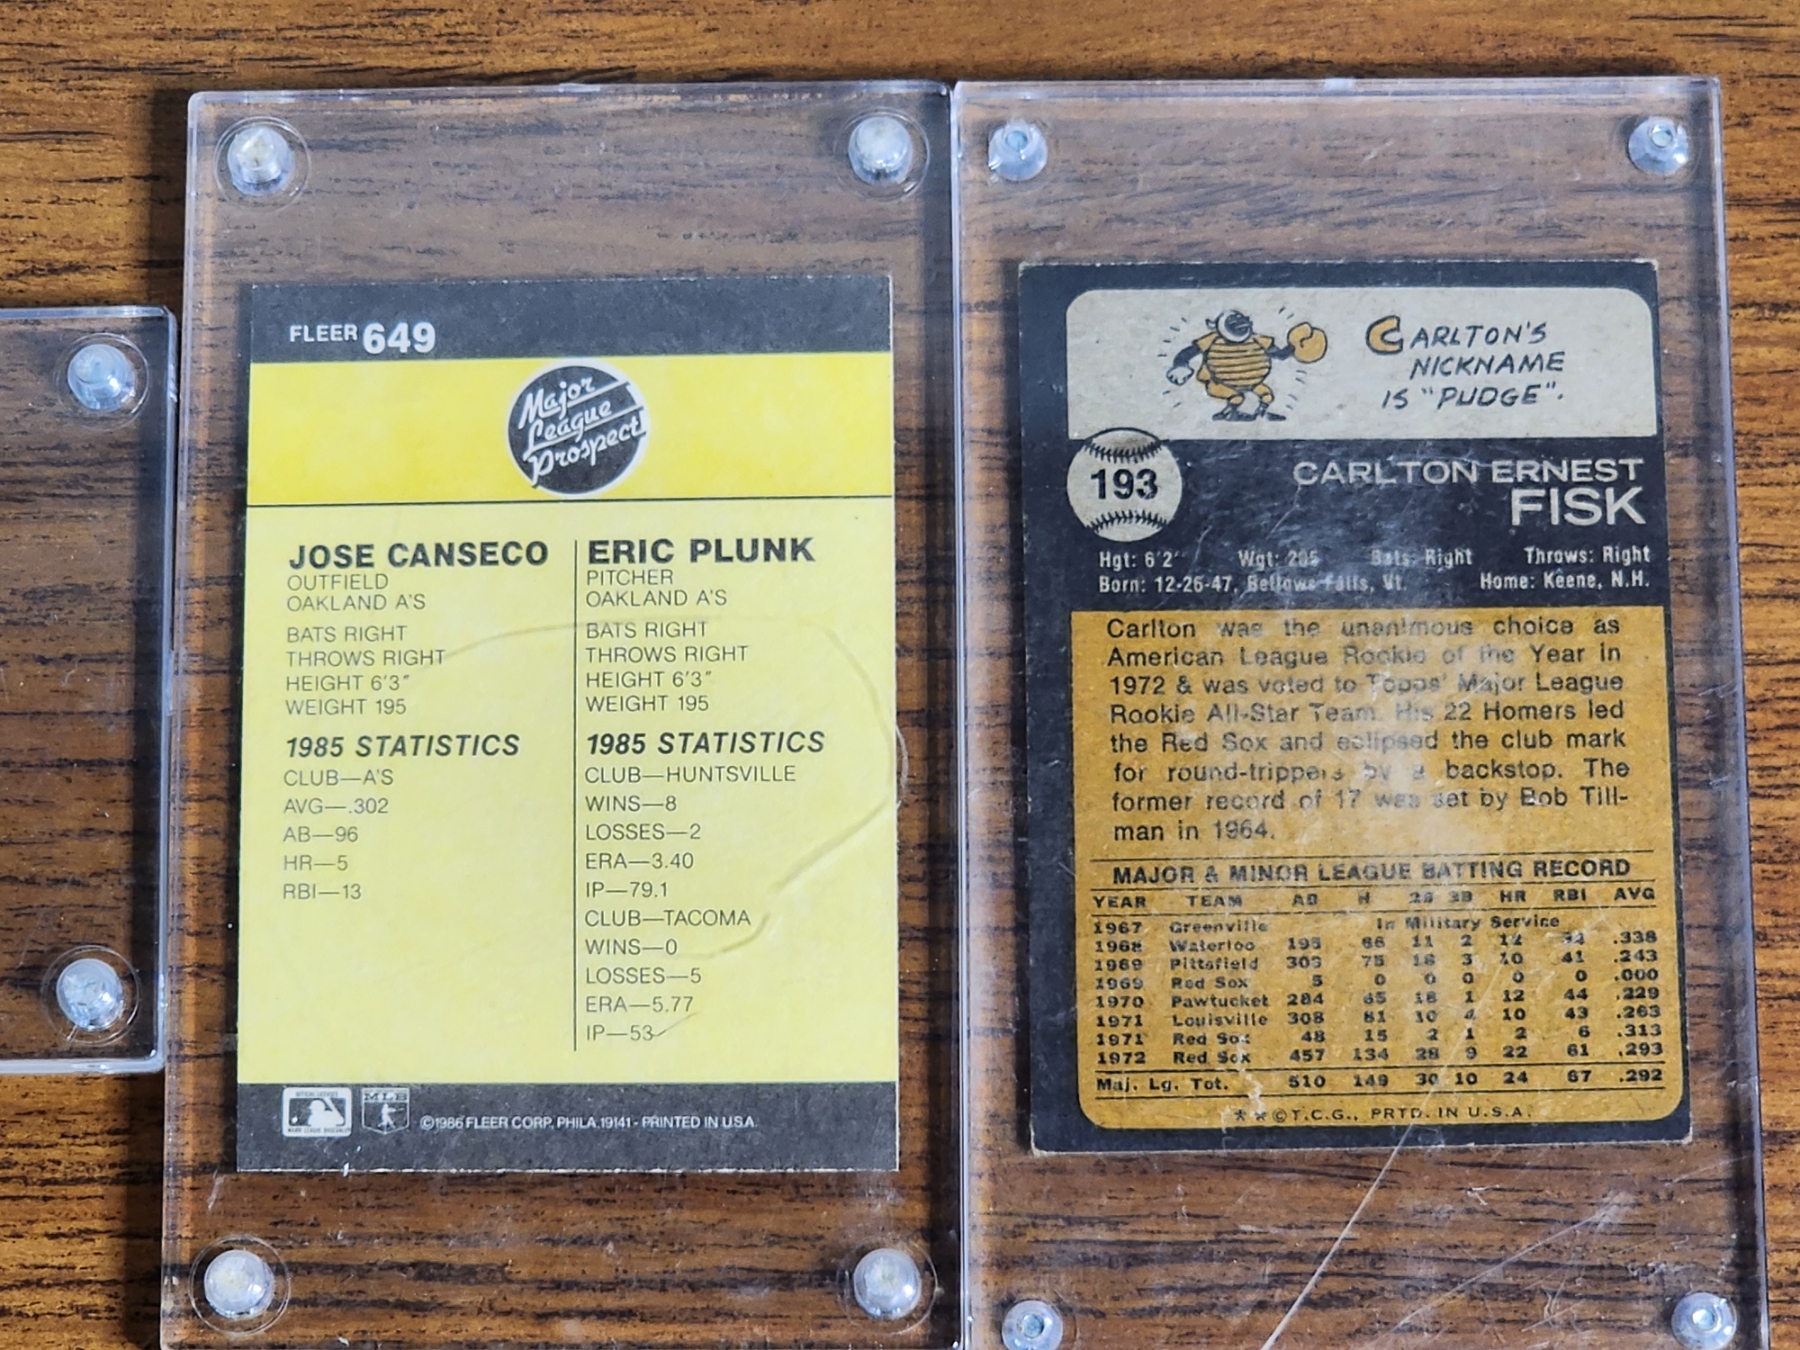 FLEER 649
Major
League
Prospect
JOSE CANSECO
OUTFIELD
OAKLAND A'S
BATS RIGHT
THROWS RIGHT
HEIGHT 6'3"
WEIGHT 195
1985 STATISTICS
CLUB—A'S
AVG—.302
AB—96
HR—5
RBI—13
ERIC PLUNK
PITCHER
OAKLAND A'S
BATS RIGHT
THROWS RIGHT
HEIGHT 6'3"
WEIGHT 195
1985 STATISTICS
CLUB—HUNTSVILLE
WINS—8
LOSSES—2
ERA—3.40
IP—79.1
CLUB—TACOMA
WINS—0
LOSSES—5
ERA—5.77
IP—53
MLB
©1986 FLEER CORP. PHILA. 19141 - PRINTED IN U.S.A.
CARLTON'S
NICKNAME
IS "PUDGE".
193
CARLTON ERNEST
FISK
Hgt: 6'2" Wgt: 205 Bats: Right Throws: Right
Born: 12-26-47, Bellows Falls, Vt. Home: Keene, N.H.
Carlton was the unanimous choice as
American League Rookie of the Year in
1972 & was voted to Topps' Major League
Rookie All-Star Team. His 22 Homers led
the Red Sox and eclipsed the club mark
for round-trippers by a backstop. The
former record of 17 was set by Bob Till-
man in 1964.
MAJOR & MINOR LEAGUE BATTING RECORD
YEAR TEAM AB H 2B 3B HR RBI AVG
1967 Greenville In Military Service
1968 Waterloo 195 66 11 2 12 34 .338
1969 Pittsfield 309 75 18 3 10 41 .243
1969 Red Sox 5 0 0 0 0 0 .000
1970 Pawtucket 284 65 18 1 12 44 .229
1971 Louisville 308 81 10 4 10 43 .263
1971 Red Sox 48 15 2 1 2 6 .313
1972 Red Sox 457 134 28 9 22 61 .293
Maj. Lg. Tot. 510 149 30 10 24 67 .292
**©T.C.G., PRTD. IN U.S.A.